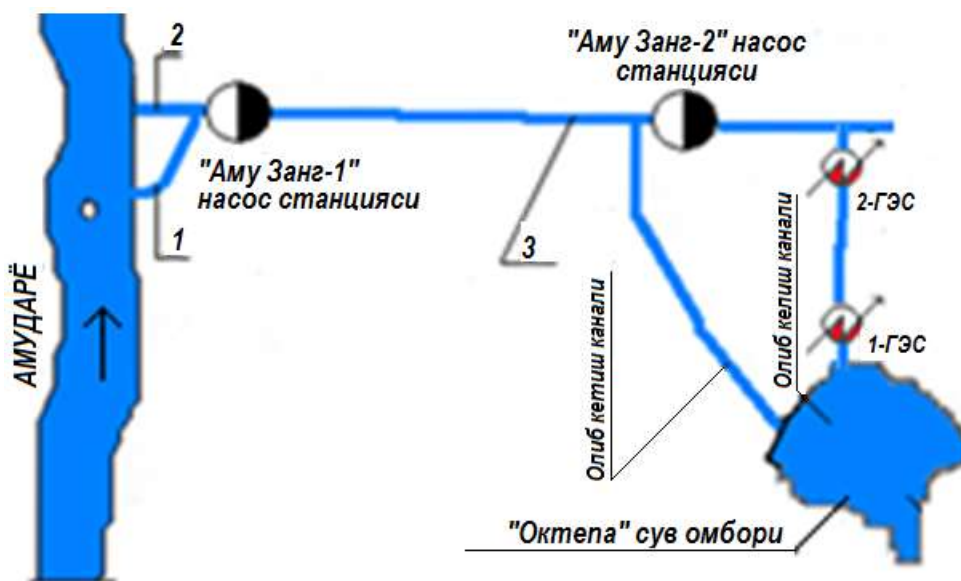 2
"Аму Занг-2" насос
станцияси
"Аму Занг-1"
насос станцияси
1
3
2-ГЭС
1-ГЭС
АМУДАРЁ
Олиб кетиш канали
Олиб келиш канали
"Октепа" сув омбори